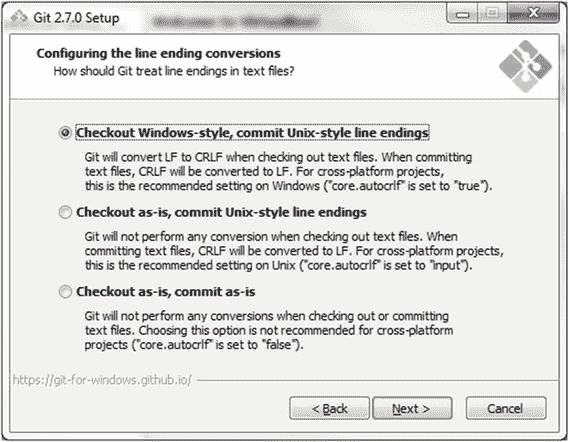 Git 2.7.0 Setup
Configuring the line ending conversions
How should Git treat line endings in text files?
Checkout Windows-style, commit Unix-style line endings
Git will convert LF to CRLF when checking out text files. When committing
text files, CRLF will be converted to LF. For cross-platform projects,
this is the recommended setting on Windows ("core.autocrlf" is set to "true").
Checkout as-is, commit Unix-style line endings
Git will not perform any conversion when checking out text files. When
committing text files, CRLF will be converted to LF. For cross-platform projects,
this is the recommended setting on Unix ("core.autocrlf" is set to "input").
Checkout as-is, commit as-is
Git will not perform any conversions when checking out or committing
text files. Choosing this option is not recommended for cross-platform
projects ("core.autocrlf" is set to "false").
https://git-for-windows.github.io/
< Back
Next >
Cancel